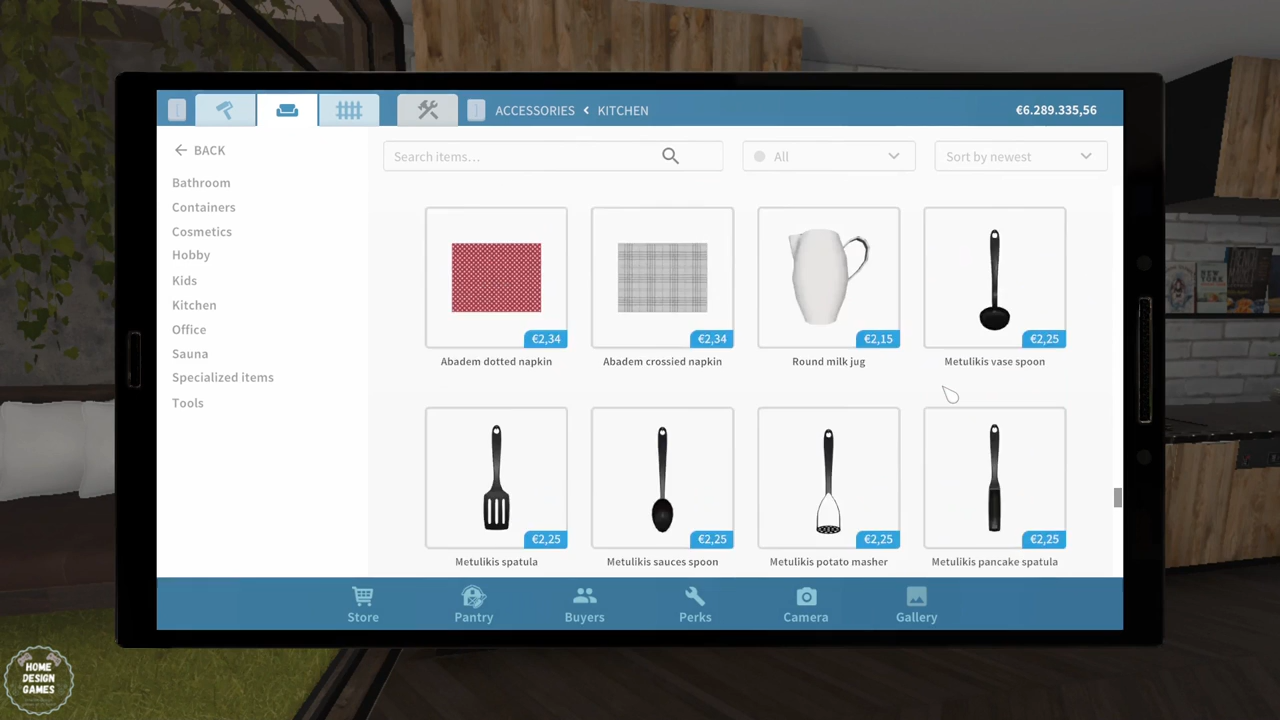 ACCESSORIES < KITCHEN
€6.289.335,56
BACK
Search items...
All
Sort by newest
Bathroom
Containers
Cosmetics
Hobby
Kids
Kitchen
Office
Sauna
Specialized items
Tools
€2,34
€2,34
€2,15
€2,25
Abadem dotted napkin
Abadem crossied napkin
Round milk jug
Metulikis vase spoon
€2,25
€2,25
€2,25
€2,25
Metulikis spatula
Metulikis sauces spoon
Metulikis potato masher
Metulikis pancake spatula
Store
Pantry
Buyers
Perks
Camera
Gallery
HOME
DESIGN
GAMES
NEW
YORK